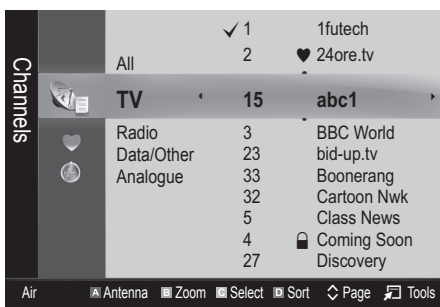 Channels
✓ 1 1futech
All 2 ♥ 24ore.tv
TV 15 abc1
Radio 3 BBC World
Data/Other 23 bid-up.tv
Analogue 33 Boonerang
32 Cartoon Nwk
5 Class News
4 Coming Soon
27 Discovery
Air A Antenna B Zoom C Select D Sort Page Tools